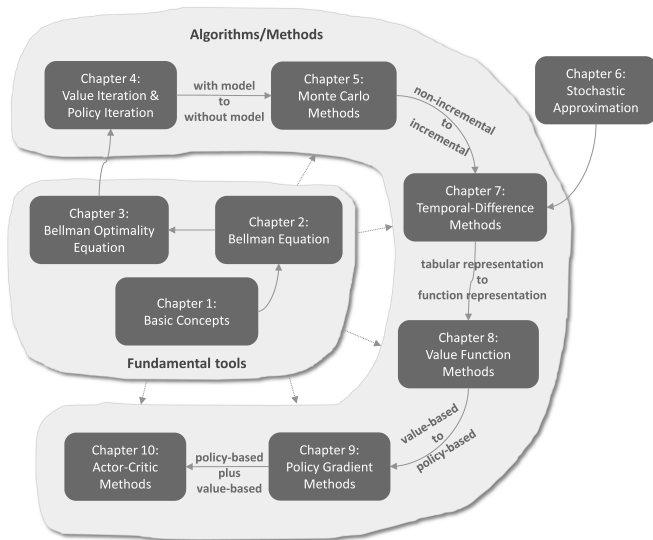 Algorithms/Methods
Chapter 4:
Value Iteration &
Policy Iteration
with model
to
without model
Chapter 5:
Monte Carlo
Methods
non-incremental
to
incremental
Chapter 6:
Stochastic
Approximation
Chapter 3:
Bellman Optimality
Equation
Chapter 2:
Bellman Equation
Chapter 7:
Temporal-Difference
Methods
Chapter 1:
Basic Concepts
tabular representation
to
function representation
Fundamental tools
Chapter 8:
Value Function
Methods
value-based
to
policy-based
Chapter 10:
Actor-Critic
Methods
policy-based
plus
value-based
Chapter 9:
Policy Gradient
Methods